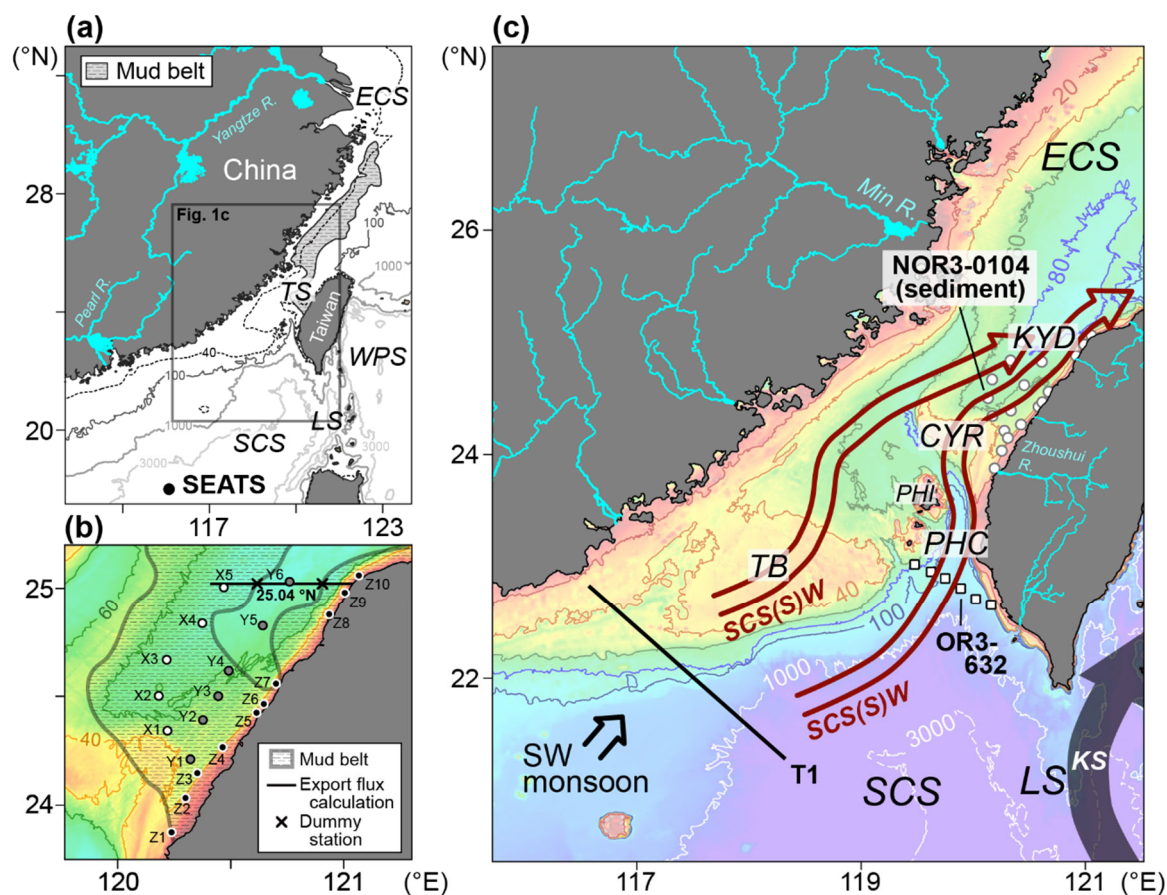 (a)
(°N)
Mud belt
ECS
Yangtze R.
China
28
Fig. 1c
100
1000
Pearl R.
TS
Taiwan
40
WPS
100
1000
LS
20
SCS
3000
3000
SEATS
117
123
(b)
60
X5
Y6
Z10
25
25.04 °N
Z9
X4
Y5
Z8
X3
Y4
Z7
X2
Y3
Z6
Y2
Z5
X1
40
Z4
Y1
Z3
Z2
24
Z1
Mud belt
Export flux
calculation
Dummy
station
120
121
(°E)
(c)
(°N)
20
ECS
Min R.
60
26
80
NOR3-0104
(sediment)
KYD
24
CYR
Zhoushui
R.
PHI
PHC
TB
40
SCS(S)W
100
OR3-
632
22
1000
SCS(S)W
SW
monsoon
T1
3000
KS
SCS
LS
117
119
121
(°E)